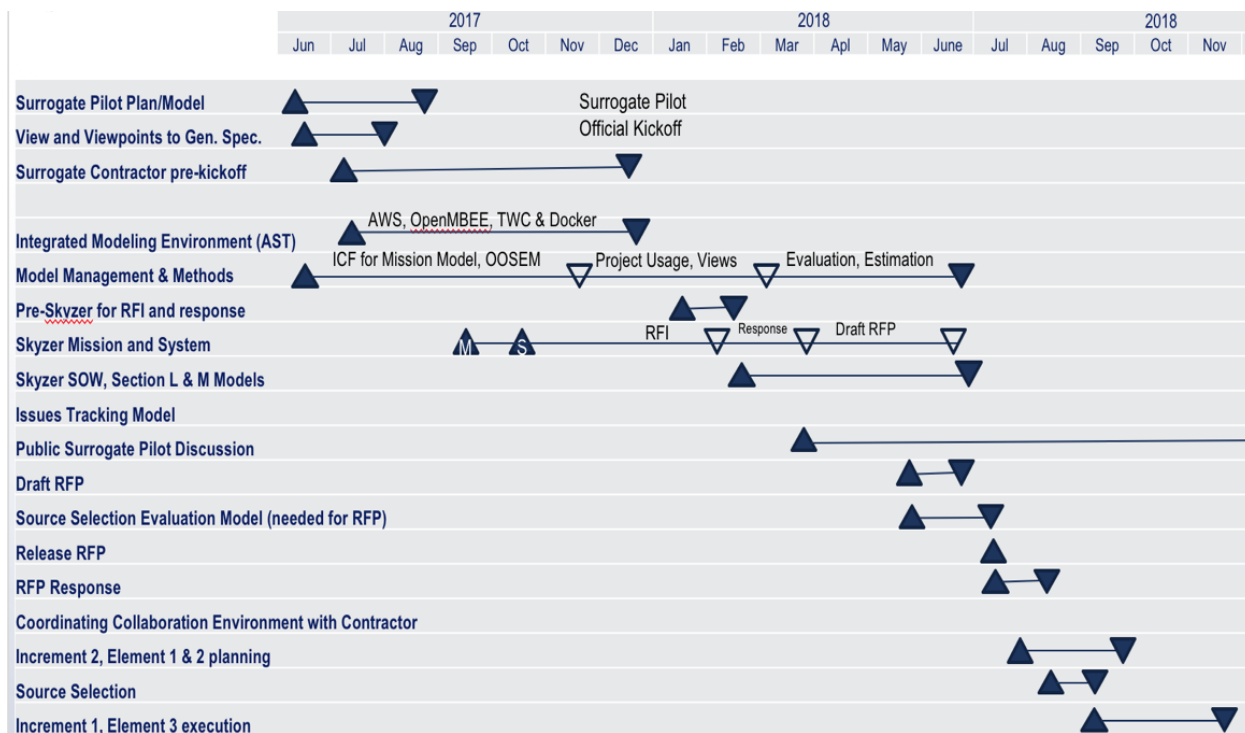 2017 2018 2018
Jun Jul Aug Sep Oct Nov Dec Jan Feb Mar Apl May June Jul Aug Sep Oct Nov
Surrogate Pilot Plan/Model Surrogate Pilot
View and Viewpoints to Gen. Spec. Official Kickoff
Surrogate Contractor pre-kickoff
AWS, OpenMBEE, TWC & Docker
Integrated Modeling Environment (AST)
ICF for Mission Model, OOSEM Project Usage, Views Evaluation, Estimation
Model Management & Methods
Pre-Skyzer for RFI and response
RFI Response Draft RFP
Skyzer Mission and System M S
Skyzer SOW, Section L & M Models
Issues Tracking Model
Public Surrogate Pilot Discussion
Draft RFP
Source Selection Evaluation Model (needed for RFP)
Release RFP
RFP Response
Coordinating Collaboration Environment with Contractor
Increment 2, Element 1 & 2 planning
Source Selection
Increment 1, Element 3 execution